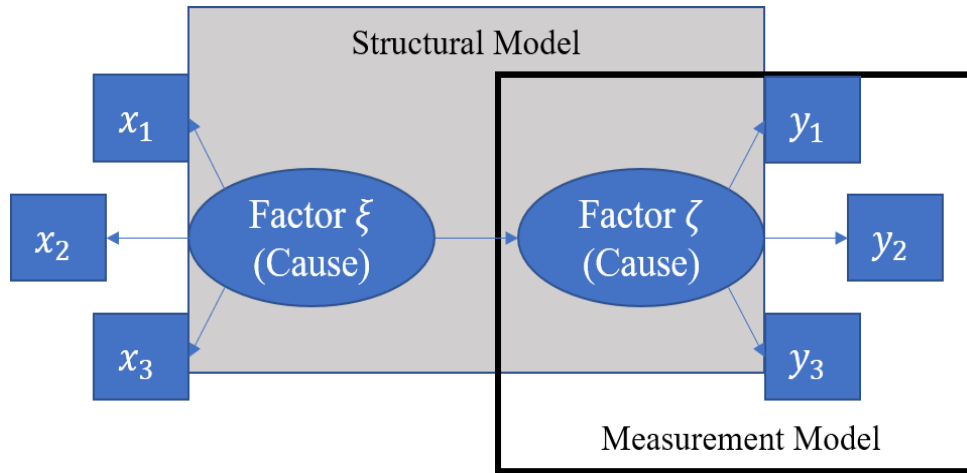 Structural Model
x₁
y₁
Factor ξ
(Cause)
Factor ζ
(Cause)
x₂
y₂
x₃
y₃
Measurement Model